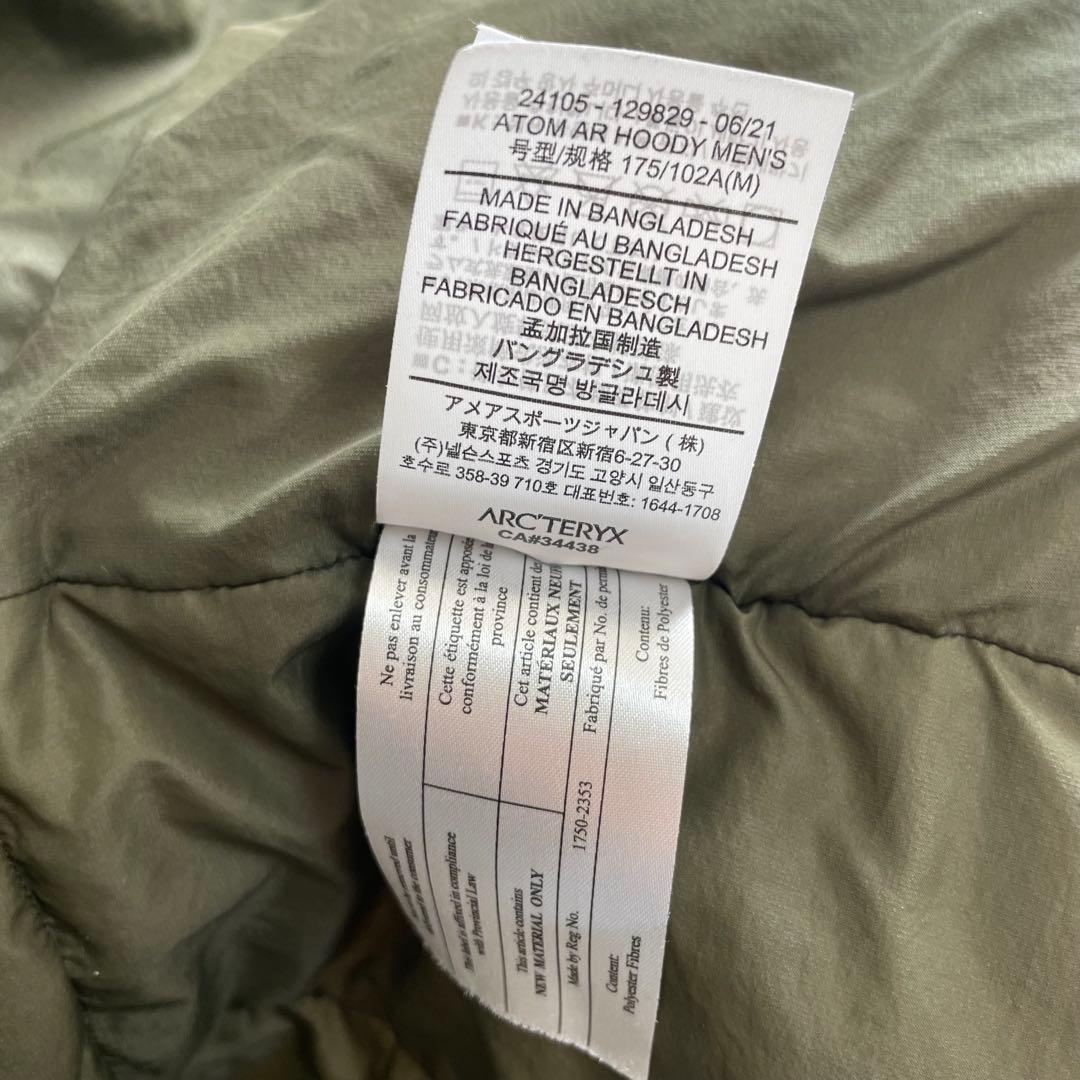 24105 - 129829 - 06/21
ATOM AR HOODY MEN'S
号型/规格 175/102A(M)
MADE IN BANGLADESH
FABRIQUÉ AU BANGLADESH
HERGESTELLT IN
BANGLADESCH
FABRICADO EN BANGLADESH
孟加拉国制造
バングラデシュ製
제조국명 방글라데시
アメアスポーツジャパン ( 株)
東京都新宿区新宿6-27-30
(주)넬슨스포츠 경기도 고양시 일산동구
호수로 358-39 710호 대표번호: 1644-1708
ARC'TERYX
CA#34438
Ne pas enlever avant la
livraison au consommateur
Cette étiquette est apposée
conformément à la loi de la
province
Cet article contient des
MATÉRIAUX NEUFS
SEULEMENT
Fabriqué par No. de permis
Contenu:
Fibres de Polyester
until
to the consumer
This label is affixed in compliance
with Provincial Law
This article contains
NEW MATERIAL ONLY
Made by Reg No.
1750-2353
Content:
Polyester Fibres